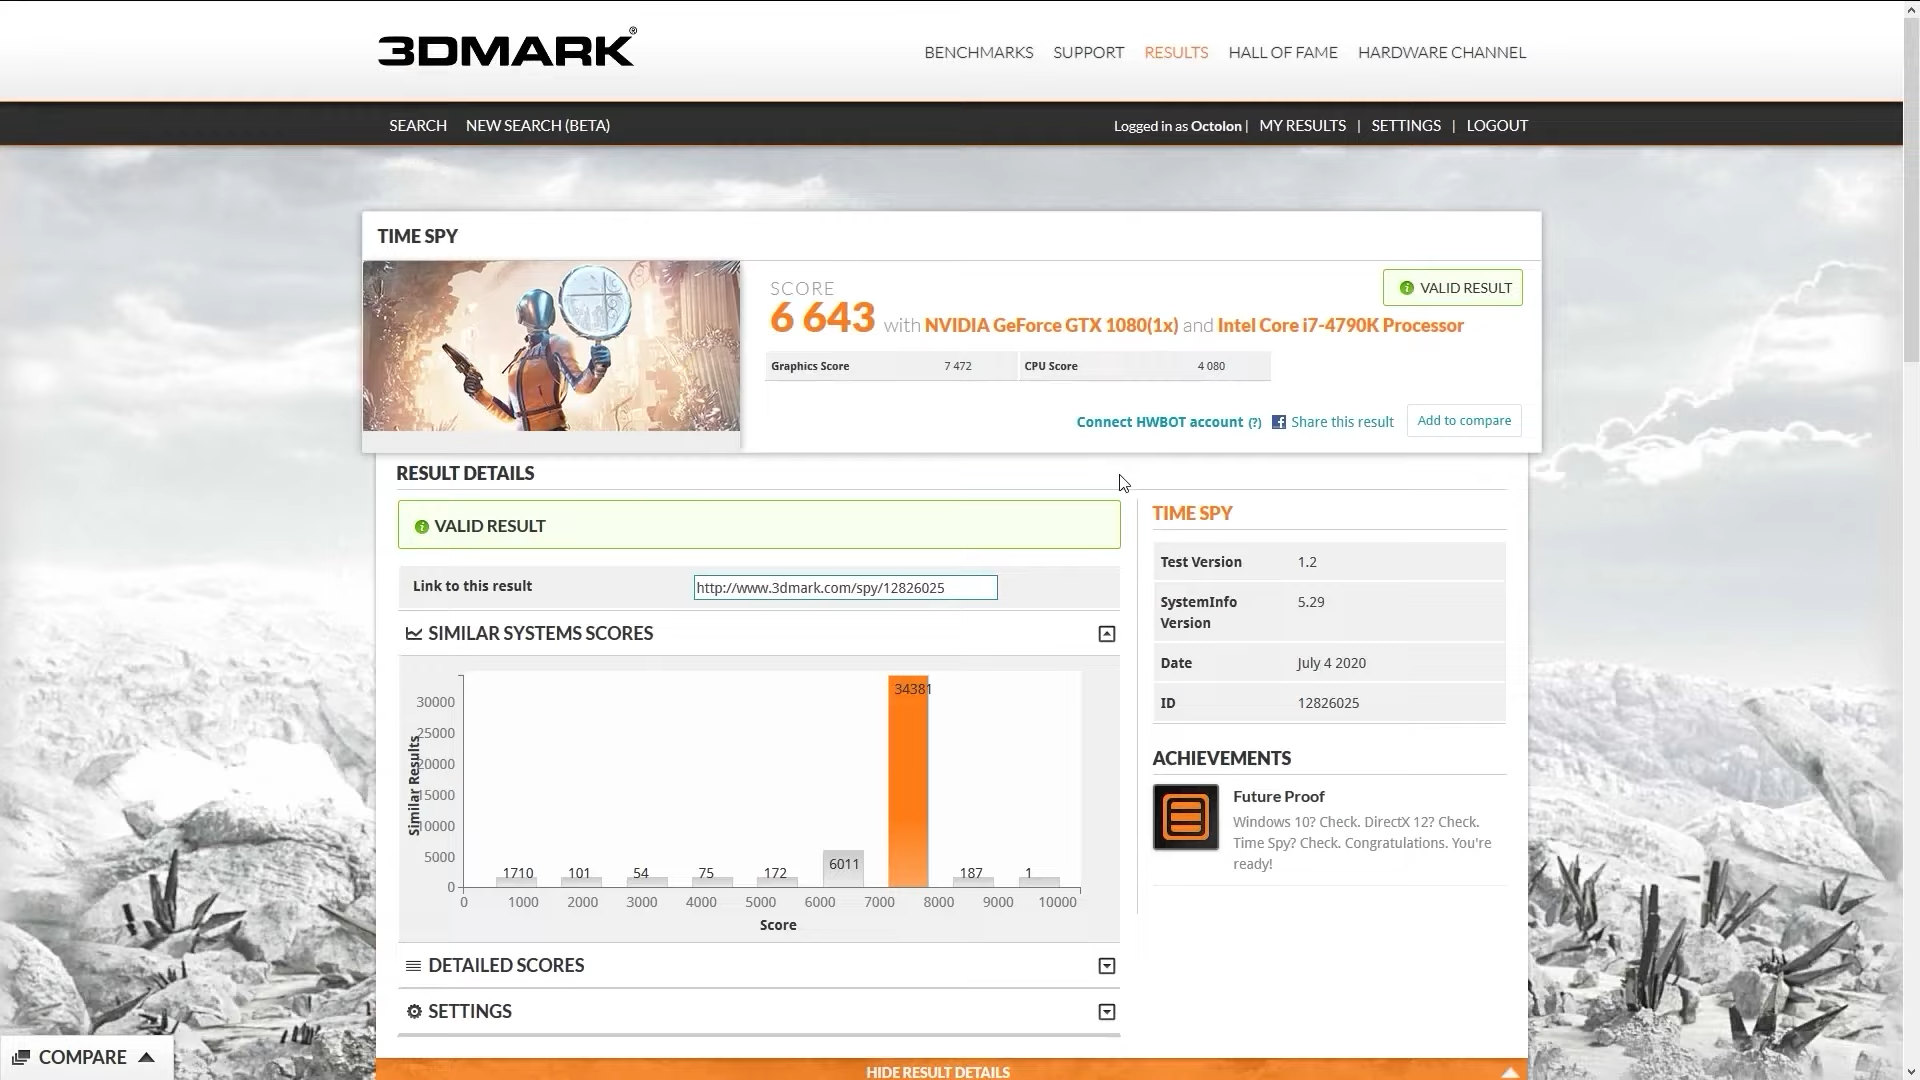 3DMARK®
BENCHMARKS SUPPORT RESULTS HALL OF FAME HARDWARE CHANNEL
SEARCH NEW SEARCH (BETA)
Logged in as Octolon | MY RESULTS | SETTINGS | LOGOUT
TIME SPY
SCORE
6 643 with NVIDIA GeForce GTX 1080(1x) and Intel Core i7-4790K Processor
VALID RESULT
Graphics Score 7 472 CPU Score 4 080
Connect HWBOT account (?) Share this result Add to compare
RESULT DETAILS
VALID RESULT
Link to this result http://www.3dmark.com/spy/12826025
SIMILAR SYSTEMS SCORES
Similar Results
30000
25000
20000
15000
10000
5000
0
1710 101 54 75 172 6011 34381 187 1
0 1000 2000 3000 4000 5000 6000 7000 8000 9000 10000
Score
DETAILED SCORES
SETTINGS
TIME SPY
Test Version 1.2
SystemInfo Version 5.29
Date July 4 2020
ID 12826025
ACHIEVEMENTS
Future Proof
Windows 10? Check. DirectX 12? Check.
Time Spy? Check. Congratulations. You're
ready!
COMPARE
HIDE RESULT DETAILS